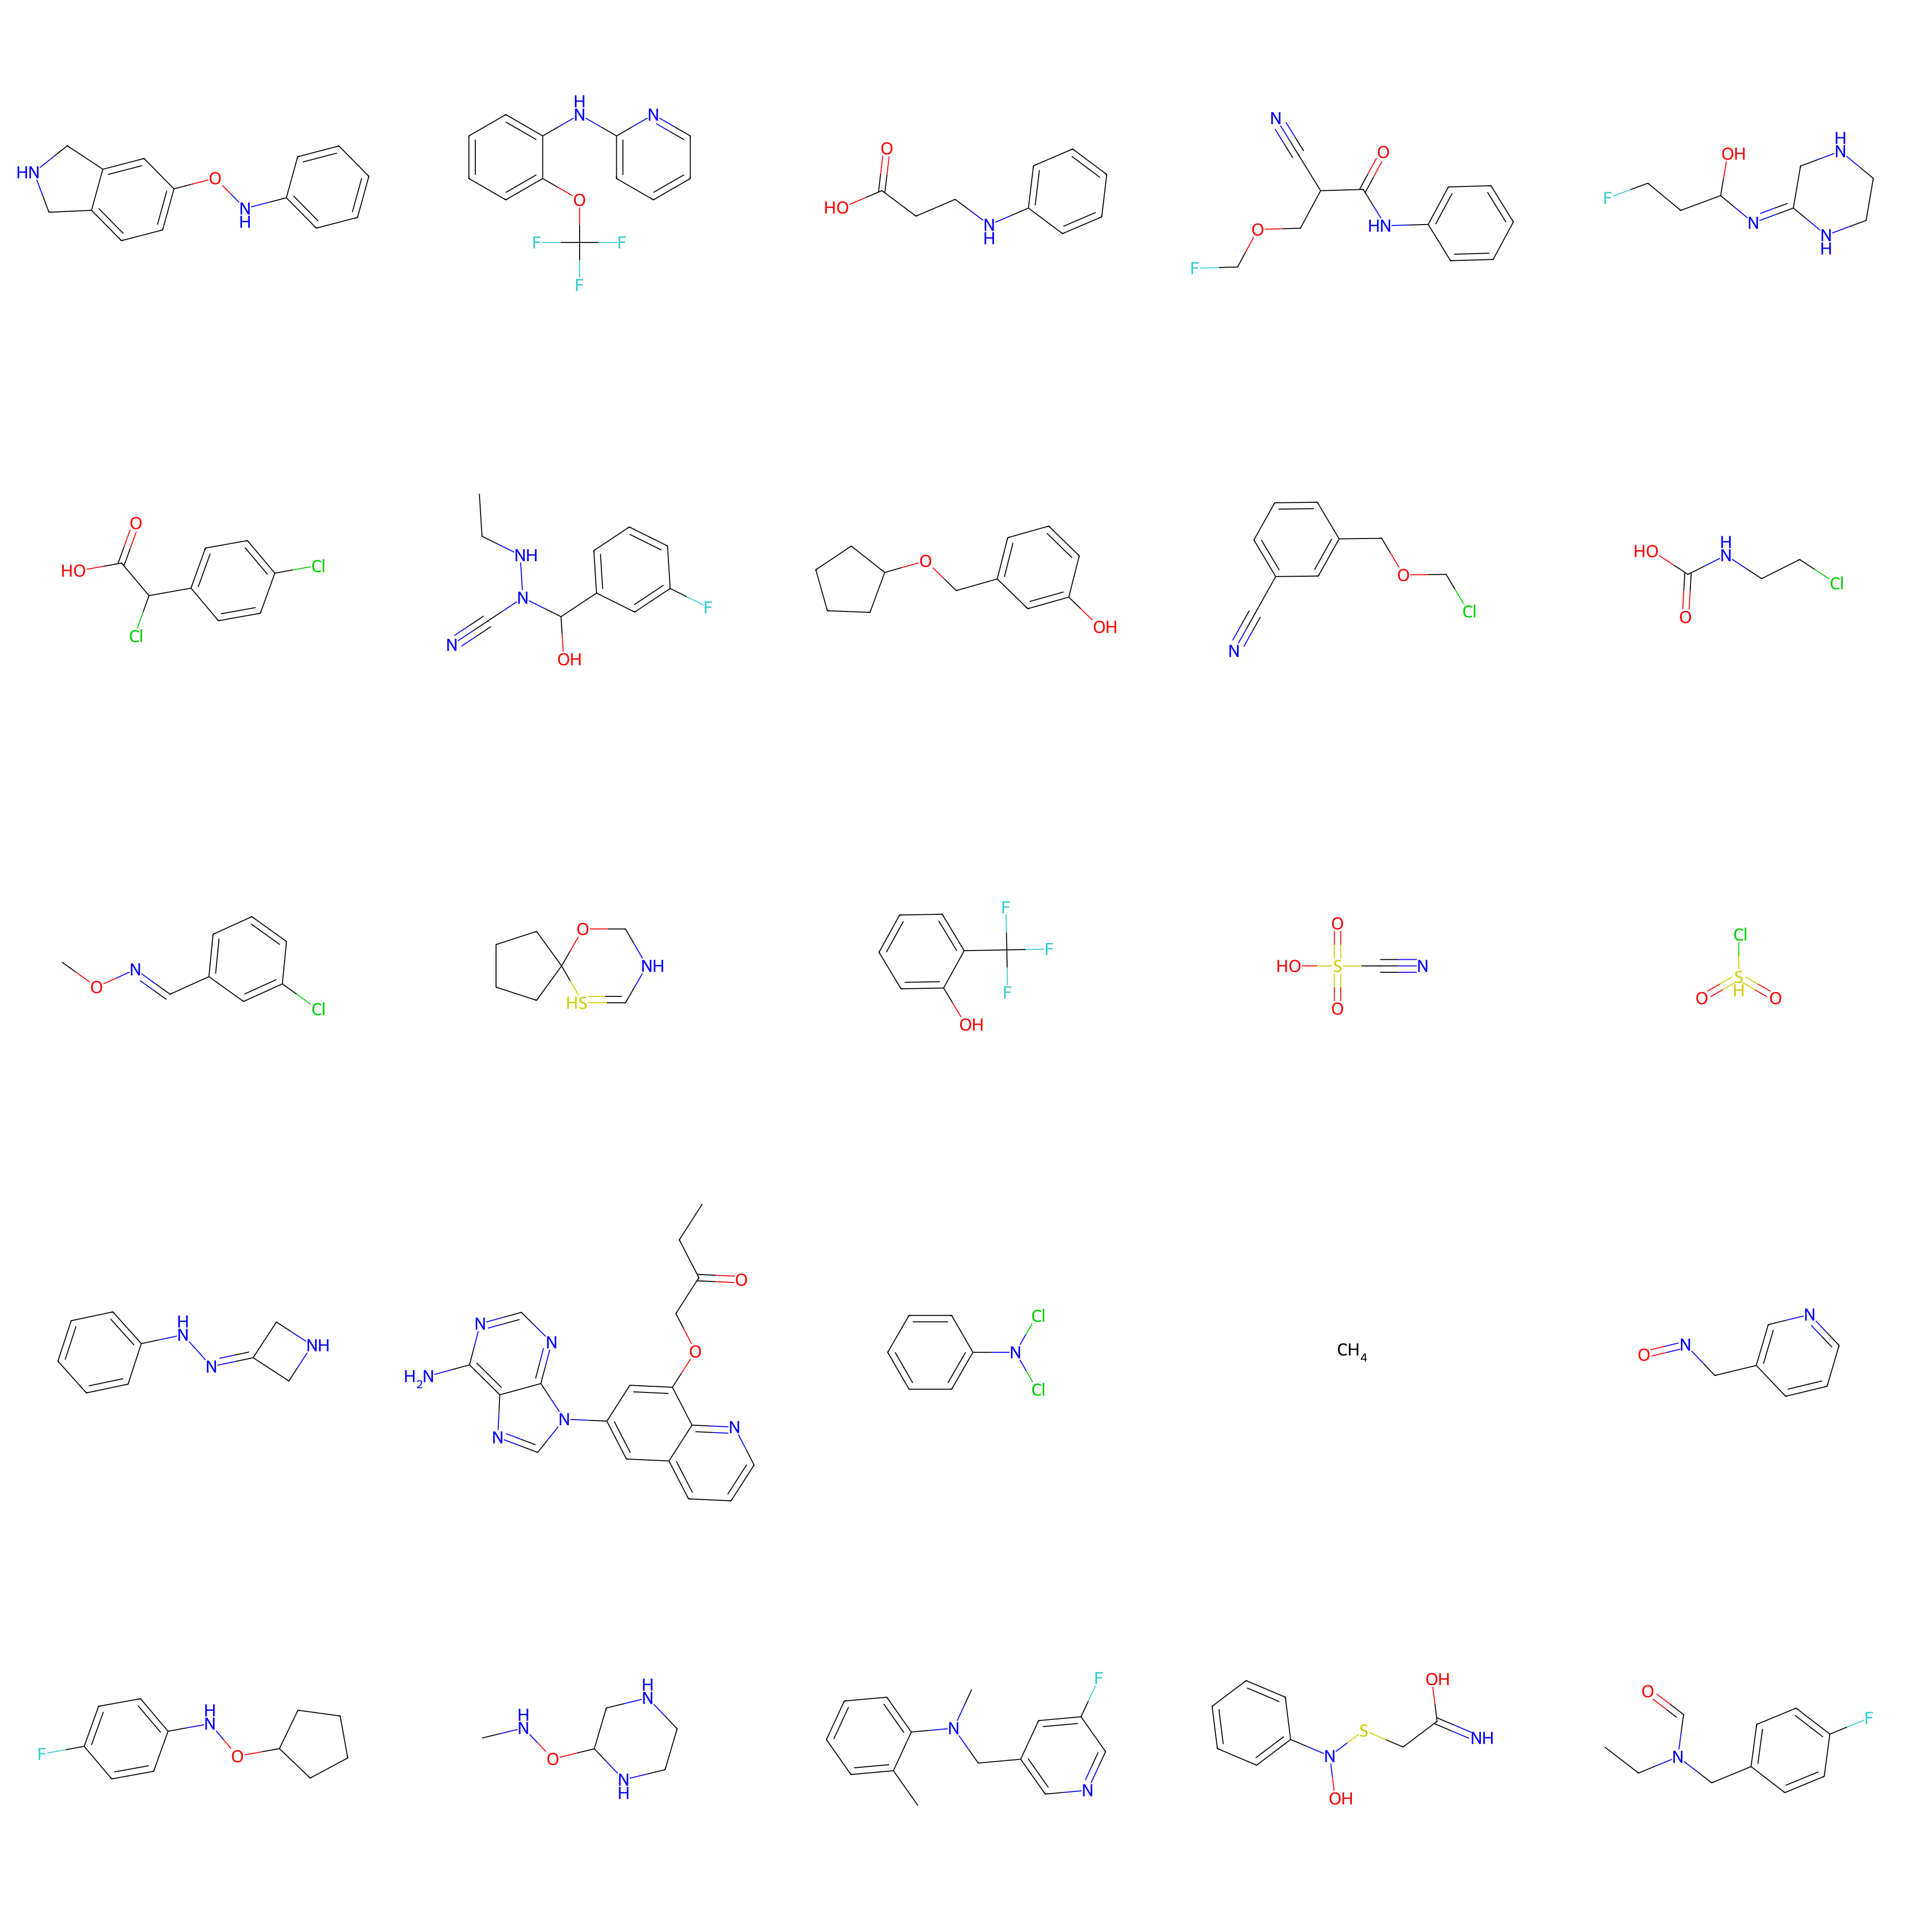 HN O N H
H N N O F F F
O HO N H
N O HN O F
OH F N H N N H
O HO Cl Cl
NH N N OH F
O OH
N O Cl
HO O H N Cl
O N Cl
O NH HS
F F F OH
O HO S N O
Cl S H O O
H N N NH
O O N N N H2N N N N
Cl N Cl
CH4
O N N
F H N O
H N O H N N H
N F N
N OH S OH NH
O N F